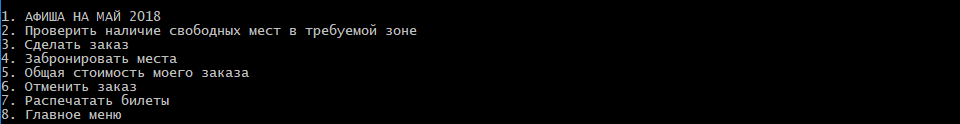 1. АФИША НА МАЙ 2018
2. Проверить наличие свободных мест в требуемой зоне
3. Сделать заказ
4. Забронировать места
5. Общая стоимость моего заказа
6. Отменить заказ
7. Распечатать билеты
8. Главное меню